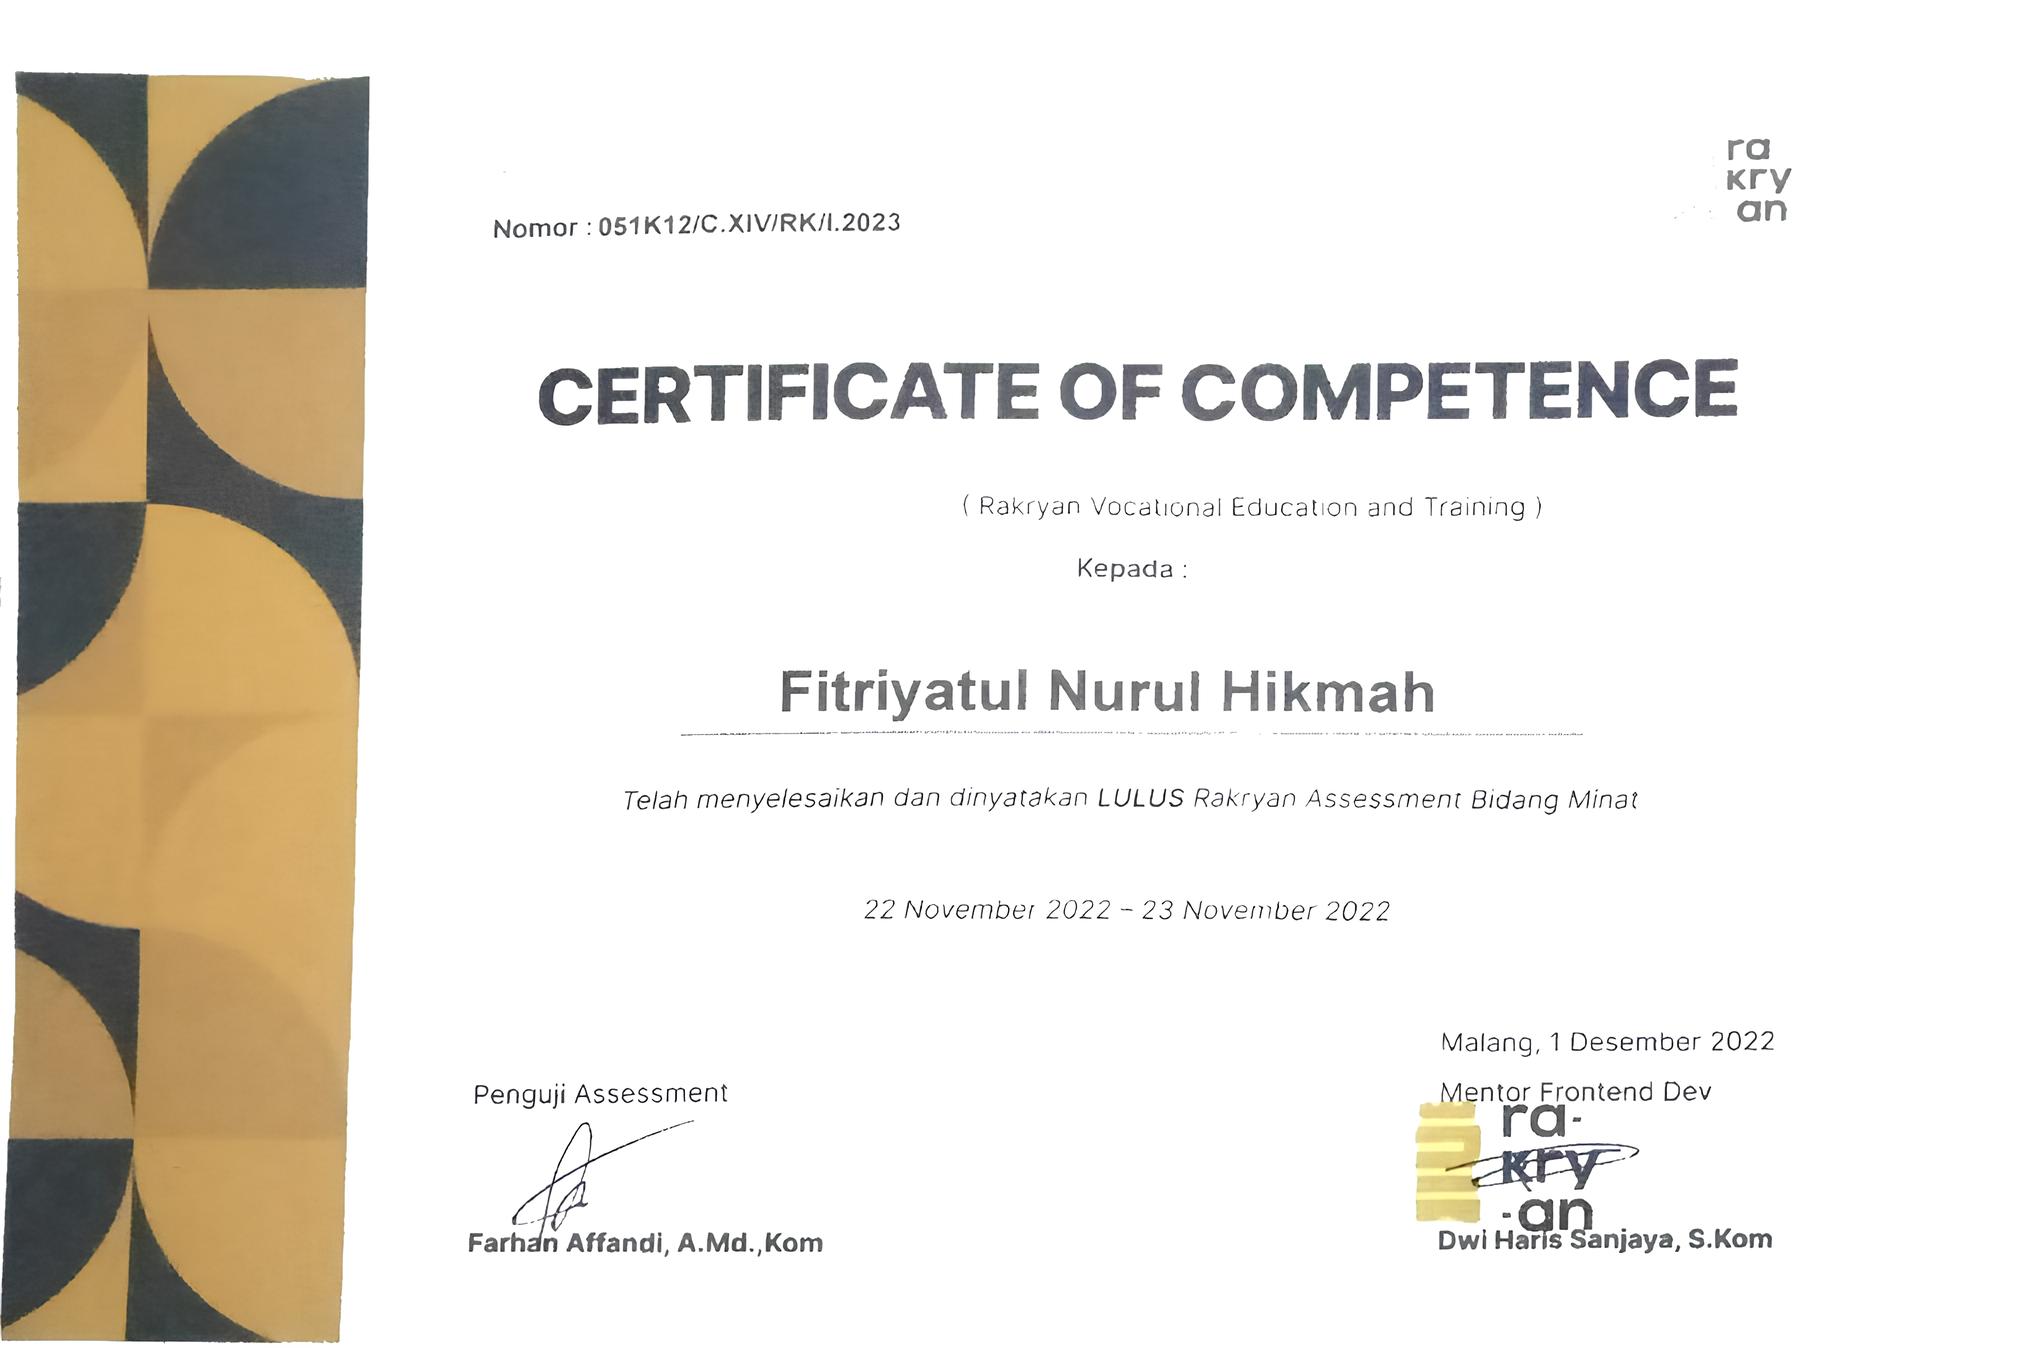 ra
kry
an
Nomor : 051K12/C.XIV/RK/I.2023
CERTIFICATE OF COMPETENCE
( Rakryan Vocational Education and Training )
Kepada :
Fitriyatul Nurul Hikmah
Telah menyelesaikan dan dinyatakan LULUS Rakryan Assessment Bidang Minat
22 November 2022 – 23 November 2022
Malang, 1 Desember 2022
Penguji Assessment
Mentor Frontend Dev
ra-
kry
-an
Farhan Affandi, A.Md.,Kom
Dwi Haris Sanjaya, S.Kom